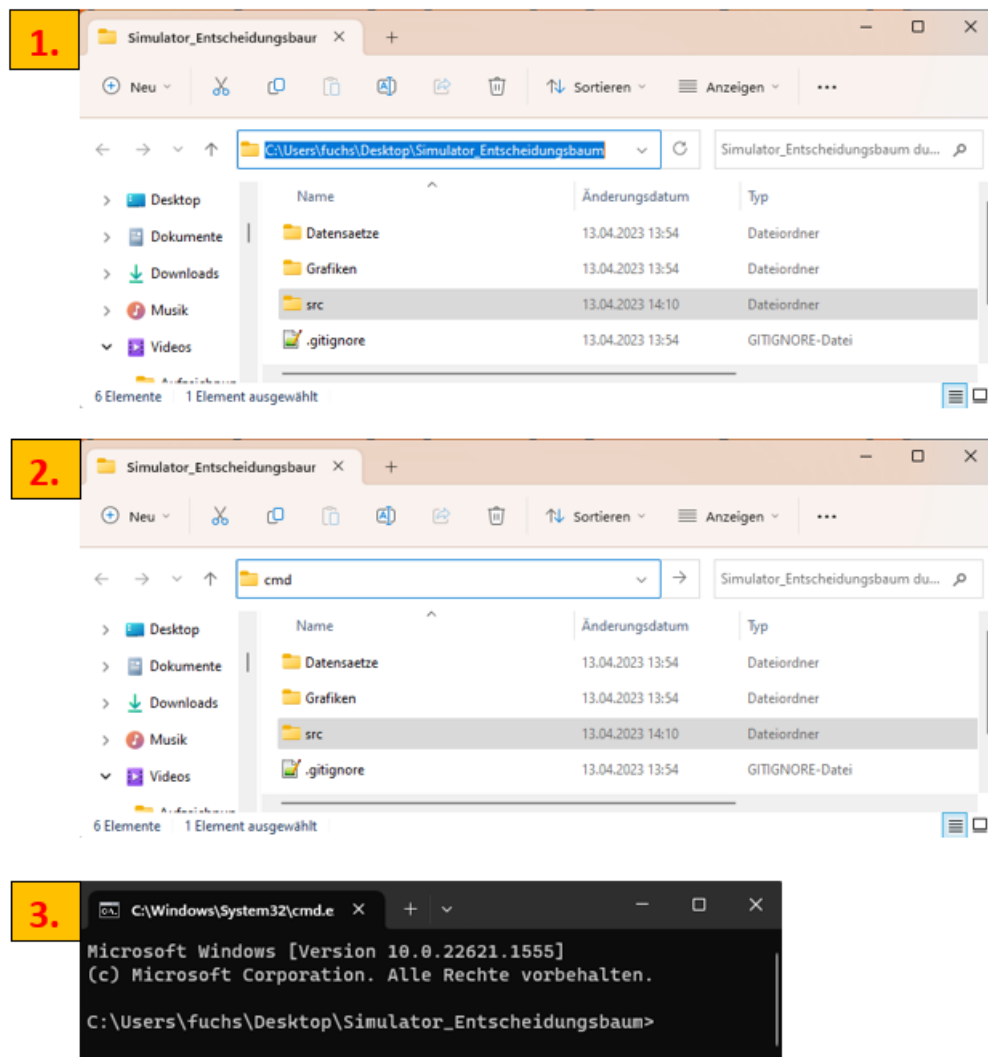 1.
Simulator_Entscheidungsbaur
Neu
Sortieren
Anzeigen
C:\Users\fuchs\Desktop\Simulator_Entscheidungsbaum
Simulator_Entscheidungsbaum du...
Name Änderungsdatum Typ
Desktop
Dokumente
Downloads
Musik
Videos
Datensaetze 13.04.2023 13:54 Dateiordner
Grafiken 13.04.2023 13:54 Dateiordner
src 13.04.2023 14:10 Dateiordner
.gitignore 13.04.2023 13:54 GITIGNORE-Datei
6 Elemente 1 Element ausgewählt
2.
Simulator_Entscheidungsbaur
Neu
Sortieren
Anzeigen
cmd
Simulator_Entscheidungsbaum du...
Name Änderungsdatum Typ
Desktop
Dokumente
Downloads
Musik
Videos
Datensaetze 13.04.2023 13:54 Dateiordner
Grafiken 13.04.2023 13:54 Dateiordner
src 13.04.2023 14:10 Dateiordner
.gitignore 13.04.2023 13:54 GITIGNORE-Datei
6 Elemente 1 Element ausgewählt
3.
C:\Windows\System32\cmd.e
Microsoft Windows [Version 10.0.22621.1555]
(c) Microsoft Corporation. Alle Rechte vorbehalten.
C:\Users\fuchs\Desktop\Simulator_Entscheidungsbaum>